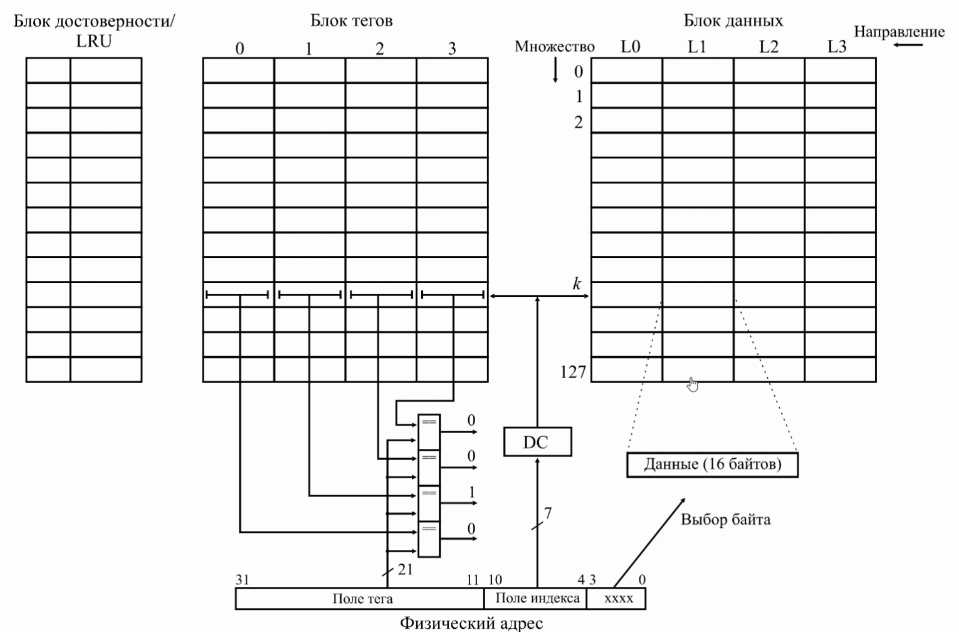 Блок достоверности/
LRU
Блок тегов
0 1 2 3
Блок данных
Множество L0 L1 L2 L3 Направление
0
1
2
k
127
0
0
1
0
DC
7
21
Данные (16 байтов)
Выбор байта
31 11 10 4 3 0
Поле тега Поле индекса xxxx
Физический адрес